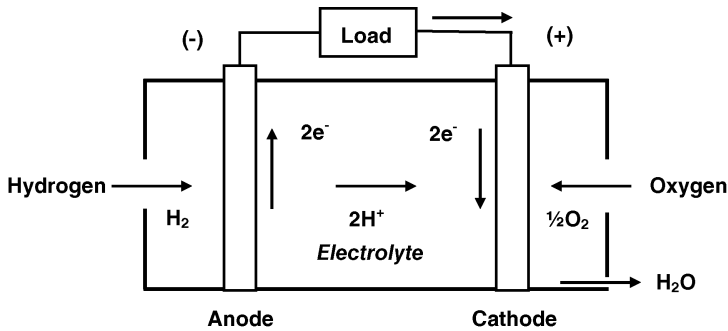 (-)
Load
(+)
2e⁻
2e⁻
Hydrogen
Oxygen
H₂
2H⁺
½O₂
Electrolyte
H₂O
Anode
Cathode